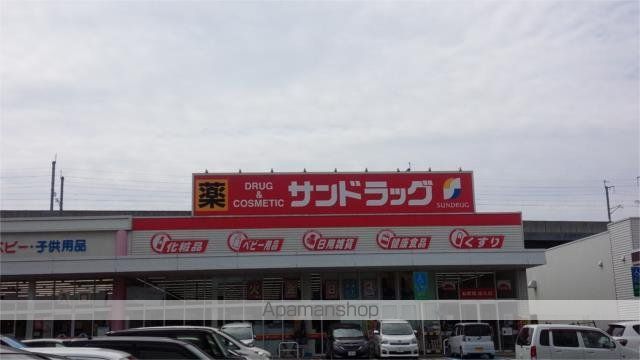 薬 DRUG & COSMETIC サンドラッグ SUNDRUG
ベビー・子供用品
化粧品 ベビー用品 日用雑貨 健康食品 くすり
Apamanshop